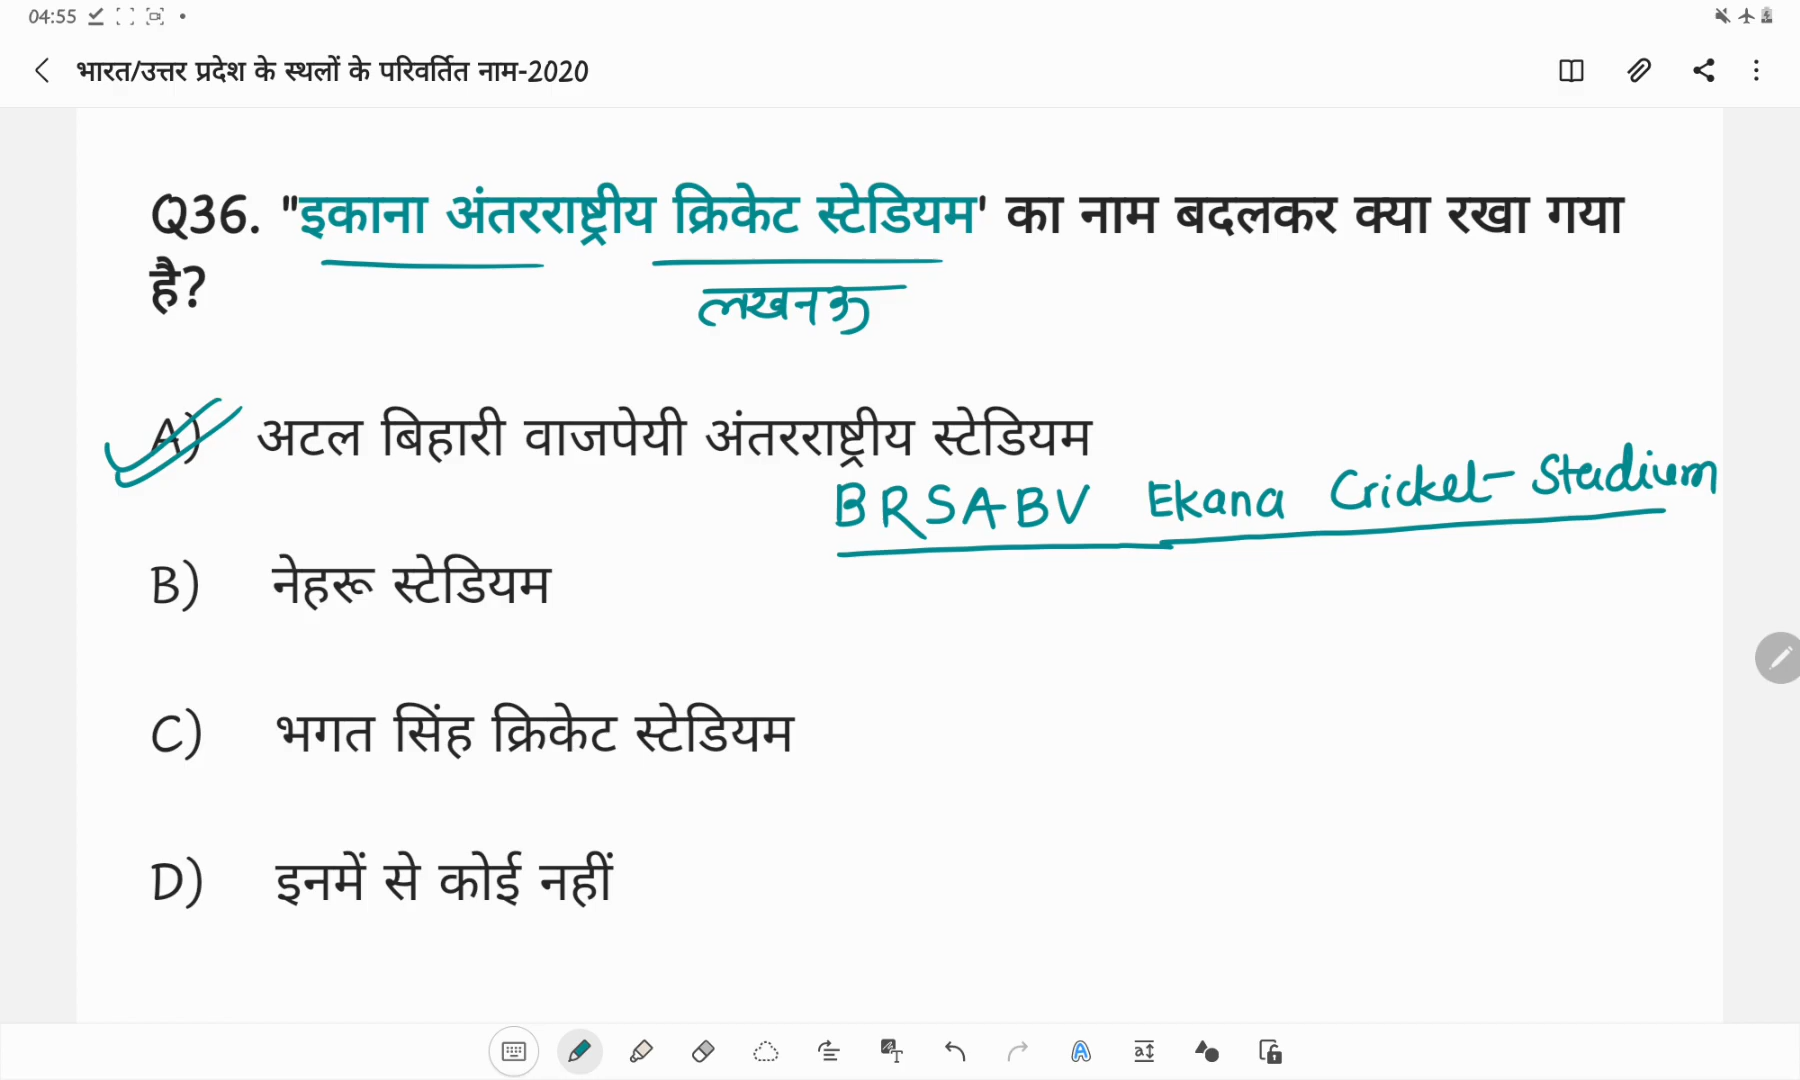 04:55
भारत/उत्तर प्रदेश के स्थलों के परिवर्तित नाम-2020
Q36. "इकाना अंतरराष्ट्रीय क्रिकेट स्टेडियम' का नाम बदलकर क्या रखा गया
है?
लखनऊ
A) अटल बिहारी वाजपेयी अंतरराष्ट्रीय स्टेडियम
BRSABV Ekana Cricket Stadium
B) नेहरू स्टेडियम
C) भगत सिंह क्रिकेट स्टेडियम
D) इनमें से कोई नहीं